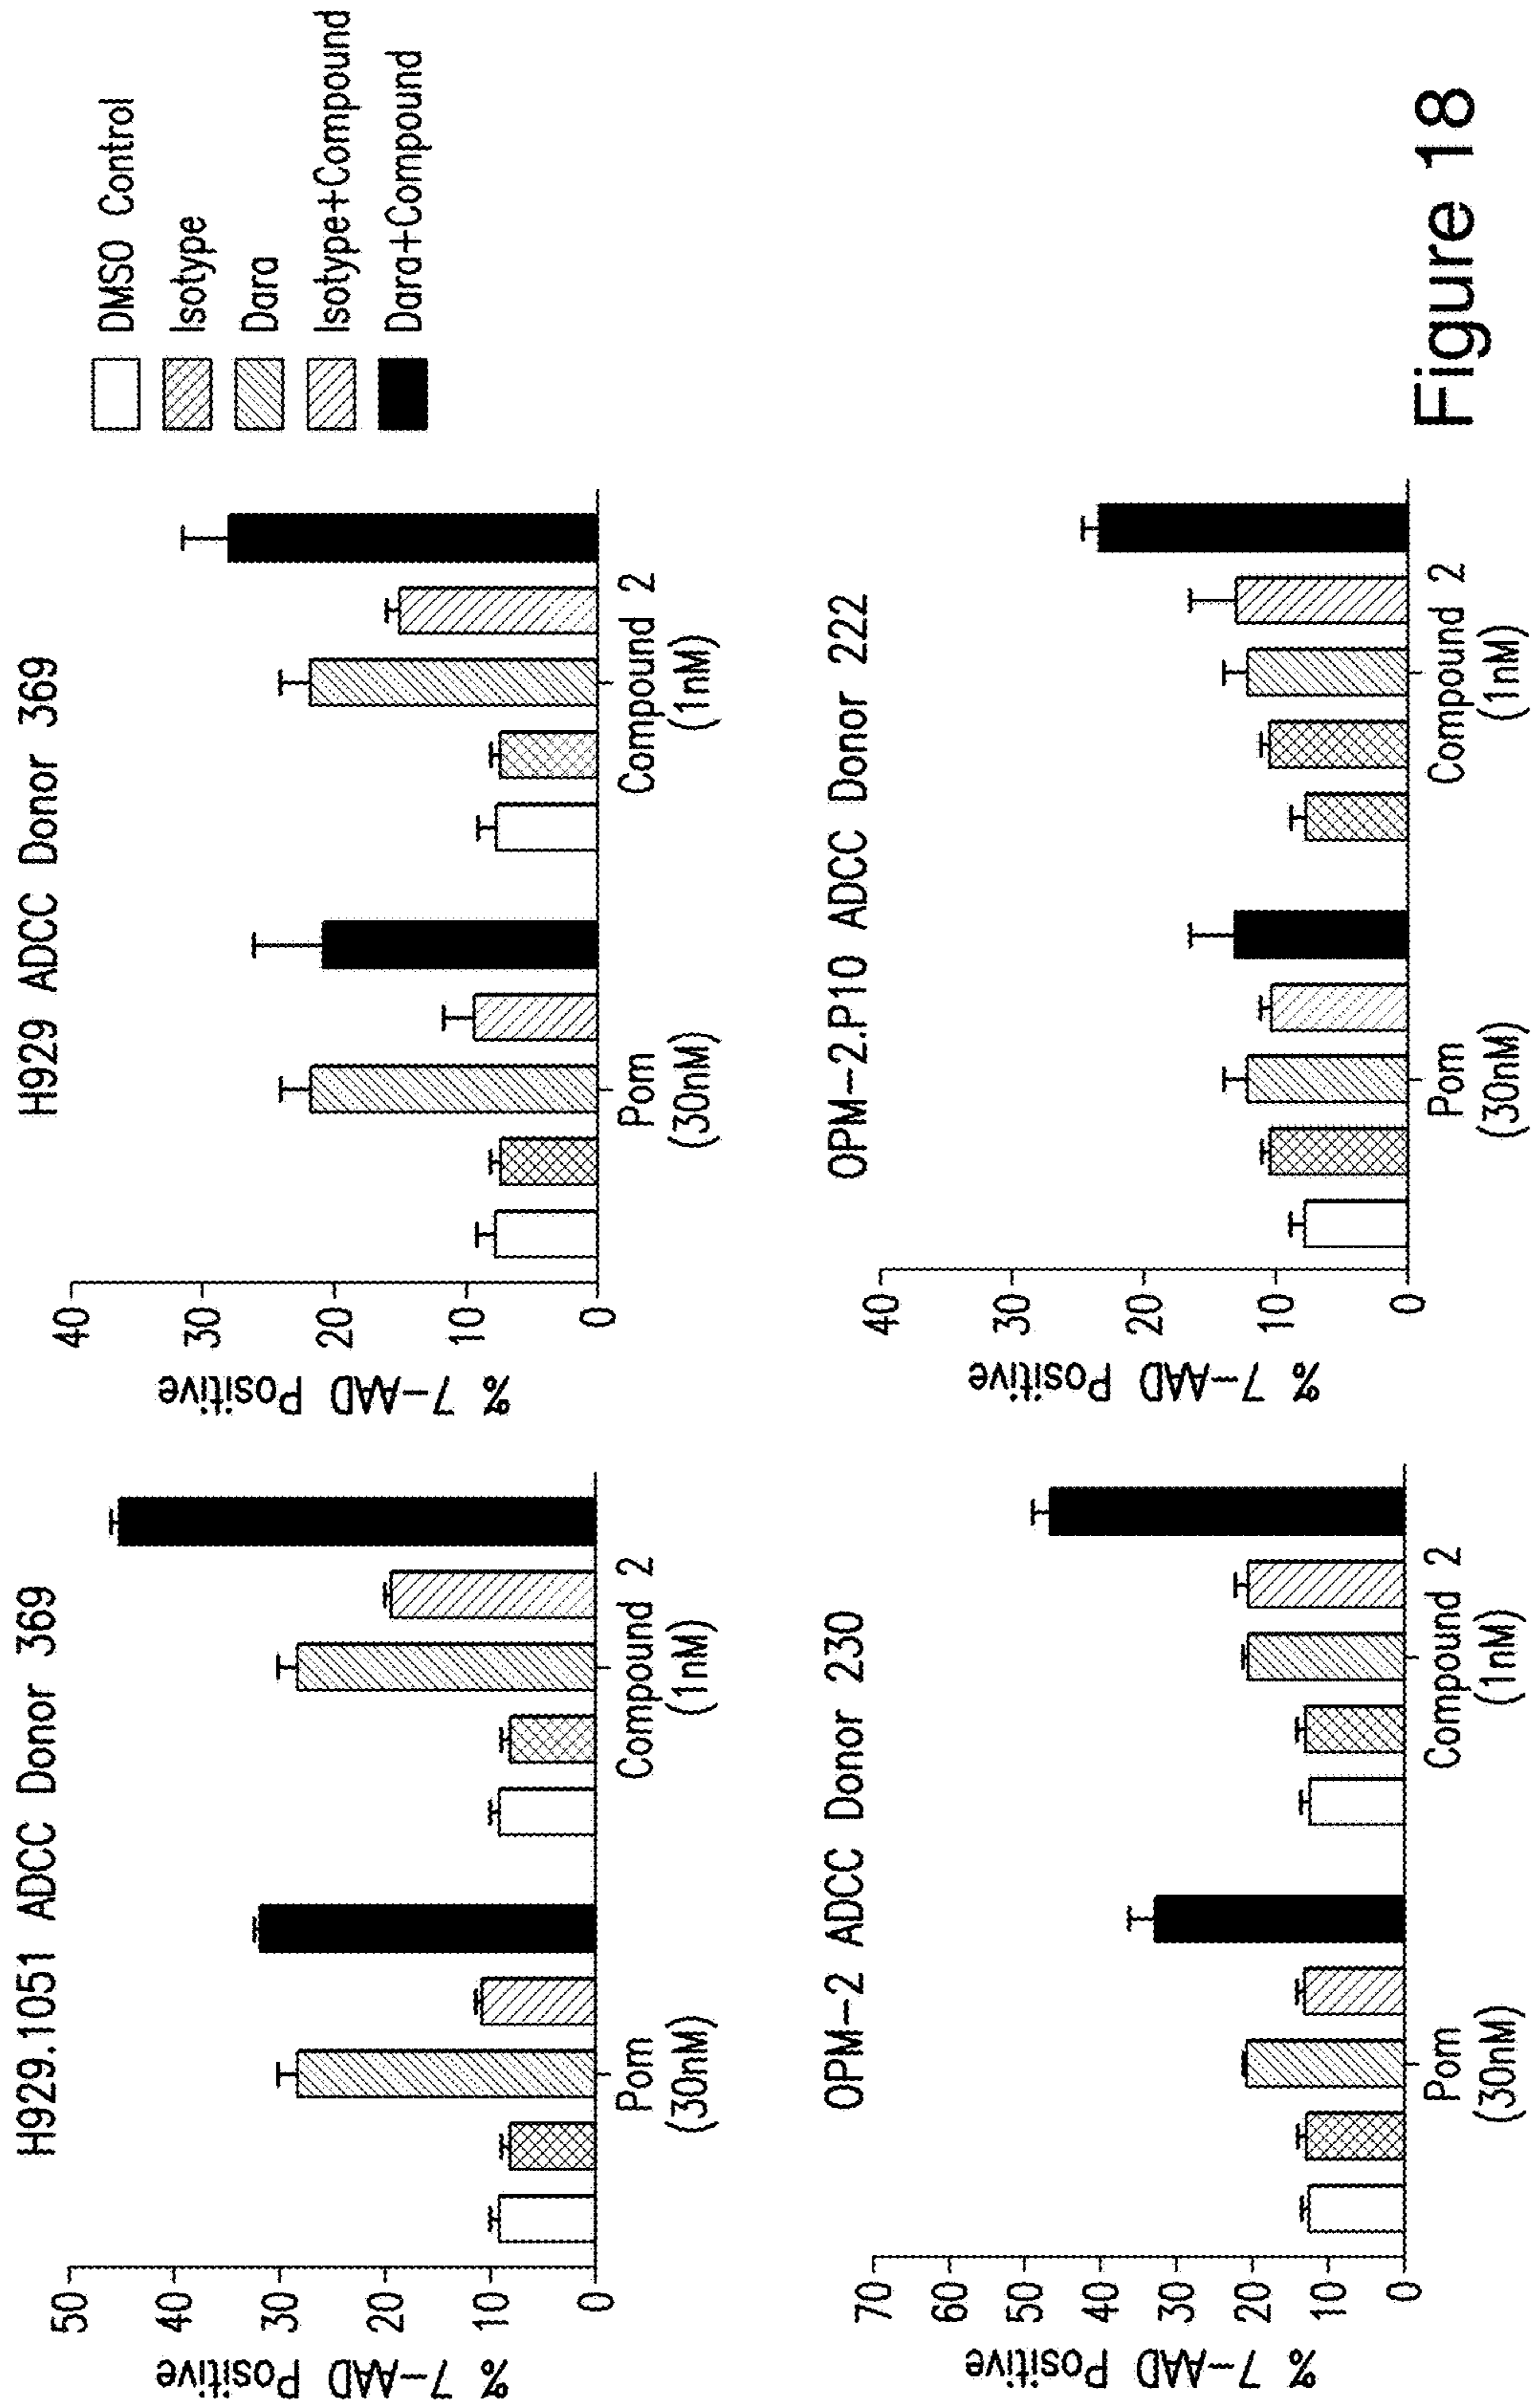 H929.1051 ADCC Donor 369
% 7-AAD Positive
50
40
30
20
10
0
Pom
(30nM)
Compound 2
(1nM)
H929 ADCC Donor 369
% 7-AAD Positive
40
30
20
10
0
Pom
(30nM)
Compound 2
(1nM)
DMSO Control
Isotype
Dara
Isotype+Compound
Dara+Compound
OPM-2 ADCC Donor 230
% 7-AAD Positive
70
60
50
40
30
20
10
0
Pom
(30nM)
Compound 2
(1nM)
OPM-2.P10 ADCC Donor 222
% 7-AAD Positive
40
30
20
10
0
Pom
(30nM)
Compound 2
(1nM)
Figure 18